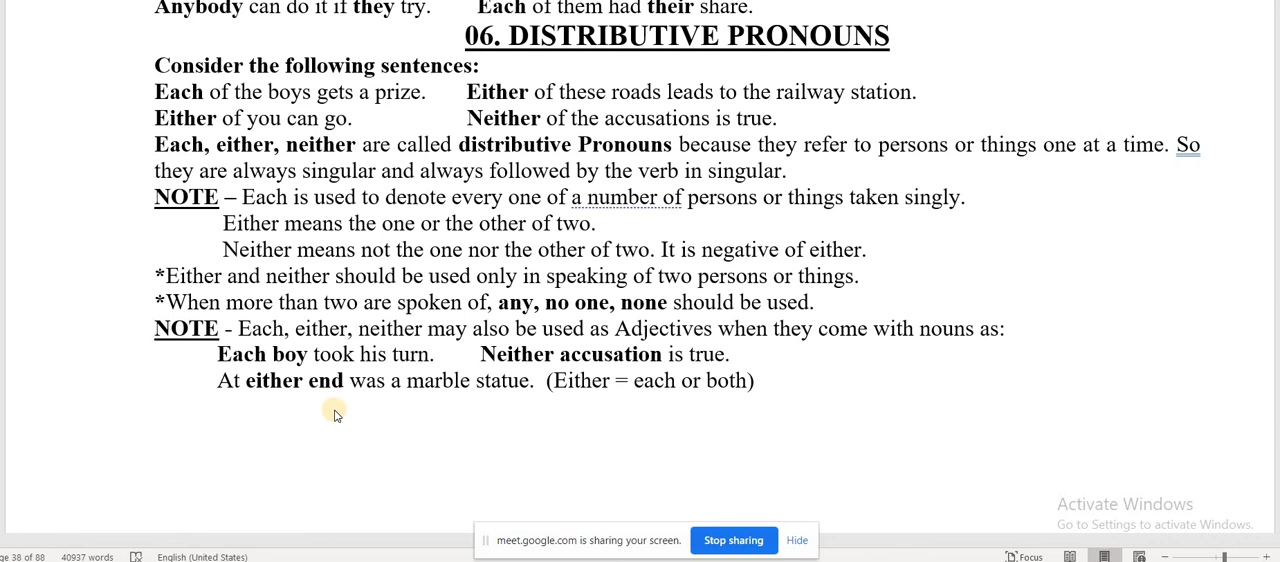 Anybody can do it if they try. Each of them had their share.
06. DISTRIBUTIVE PRONOUNS
Consider the following sentences:
Each of the boys gets a prize. Either of these roads leads to the railway station.
Either of you can go. Neither of the accusations is true.
Each, either, neither are called distributive Pronouns because they refer to persons or things one at a time. So
they are always singular and always followed by the verb in singular.
NOTE – Each is used to denote every one of a number of persons or things taken singly.
Either means the one or the other of two.
Neither means not the one nor the other of two. It is negative of either.
*Either and neither should be used only in speaking of two persons or things.
*When more than two are spoken of, any, no one, none should be used.
NOTE - Each, either, neither may also be used as Adjectives when they come with nouns as:
Each boy took his turn. Neither accusation is true.
At either end was a marble statue. (Either = each or both)
Activate Windows
Go to Settings to activate Windows.
meet.google.com is sharing your screen. Stop sharing Hide
ge 38 of 88 40937 words English (United States) Focus